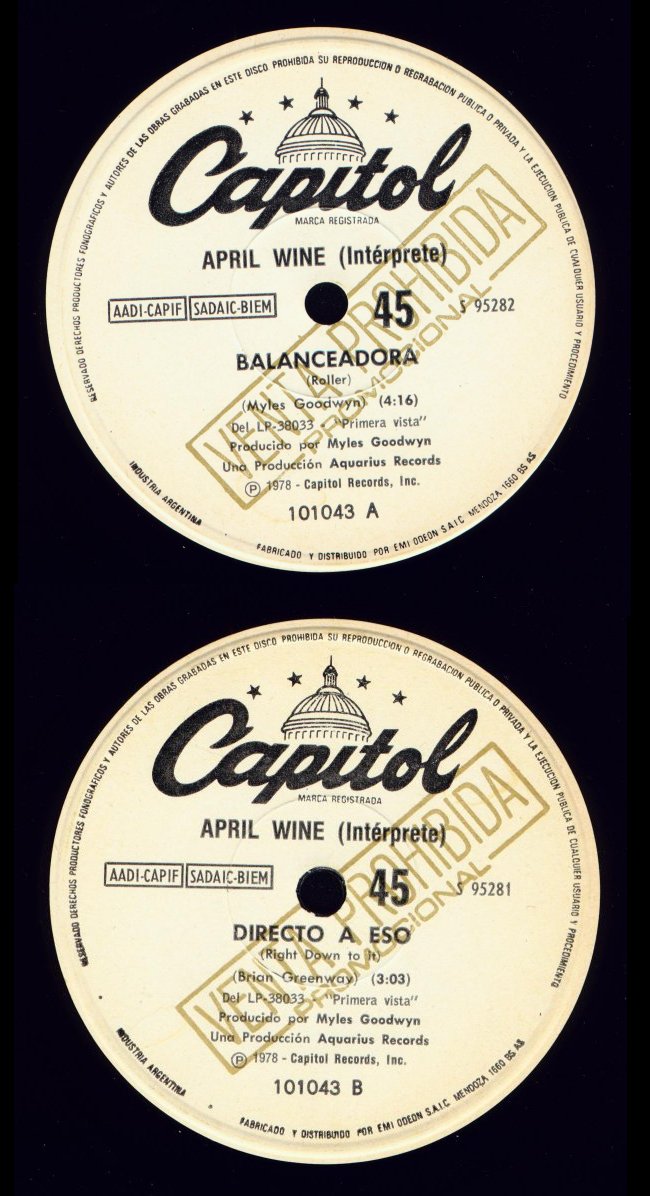 RESERVADO DERECHOS PRODUCTORES FONOGRAFICOS Y AUTORES DE LAS OBRAS GRABADAS EN ESTE DISCO PROHIBIDA SU REPRODUCCION O REGRABACION PUBLICA O PRIVADA Y LA EJECUCION PUBLICA DE CUALQUIER USUARIO Y PROCEDIMIENTO
Capitol
MARCA REGISTRADA
APRIL WINE (Intérprete)
AADI-CAPIF SADAIC-BIEM 45 S 95282
BALANCEADORA
(Roller)
(Myles Goodwyn) (4:16)
Del LP-38033 - "Primera vista"
Producido por Myles Goodwyn
Una Producción Aquarius Records
Ⓟ 1978 - Capitol Records, Inc.
101043 A
VENTA PROHIBIDA
PROMOCIONAL
INDUSTRIA ARGENTINA
FABRICADO Y DISTRIBUIDO POR EMI ODEON S.A.I.C. MENDOZA 1660 BS AS
RESERVADO DERECHOS PRODUCTORES FONOGRAFICOS Y AUTORES DE LAS OBRAS GRABADAS EN ESTE DISCO PROHIBIDA SU REPRODUCCION O REGRABACION PUBLICA O PRIVADA Y LA EJECUCION PUBLICA DE CUALQUIER USUARIO Y PROCEDIMIENTO
Capitol
MARCA REGISTRADA
APRIL WINE (Intérprete)
AADI-CAPIF SADAIC-BIEM 45 S 95281
DIRECTO A ESO
(Right Down to it)
(Brian Greenway) (3:03)
Del LP-38033 - "Primera vista"
Producido por Myles Goodwyn
Una Producción Aquarius Records
Ⓟ 1978 - Capitol Records, Inc.
101043 B
VENTA PROHIBIDA
PROMOCIONAL
INDUSTRIA ARGENTINA
FABRICADO Y DISTRIBUIDO POR EMI ODEON S.A.I.C. MENDOZA 1660 BS AS